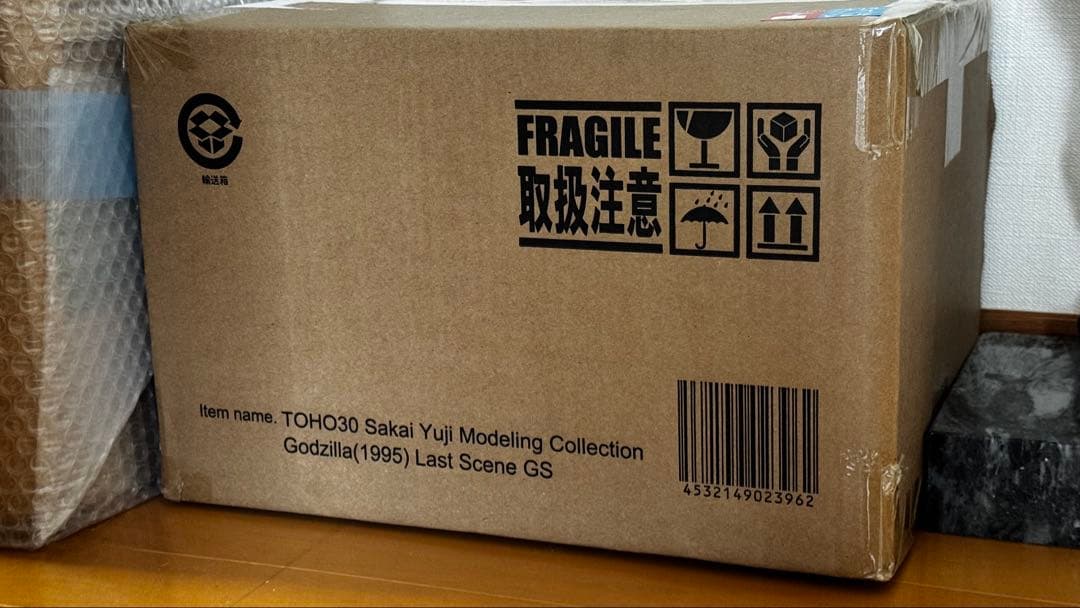 輸送箱
FRAGILE
取扱注意
Item name. TOHO30 Sakai Yuji Modeling Collection
Godzilla(1995) Last Scene GS
4532149023962